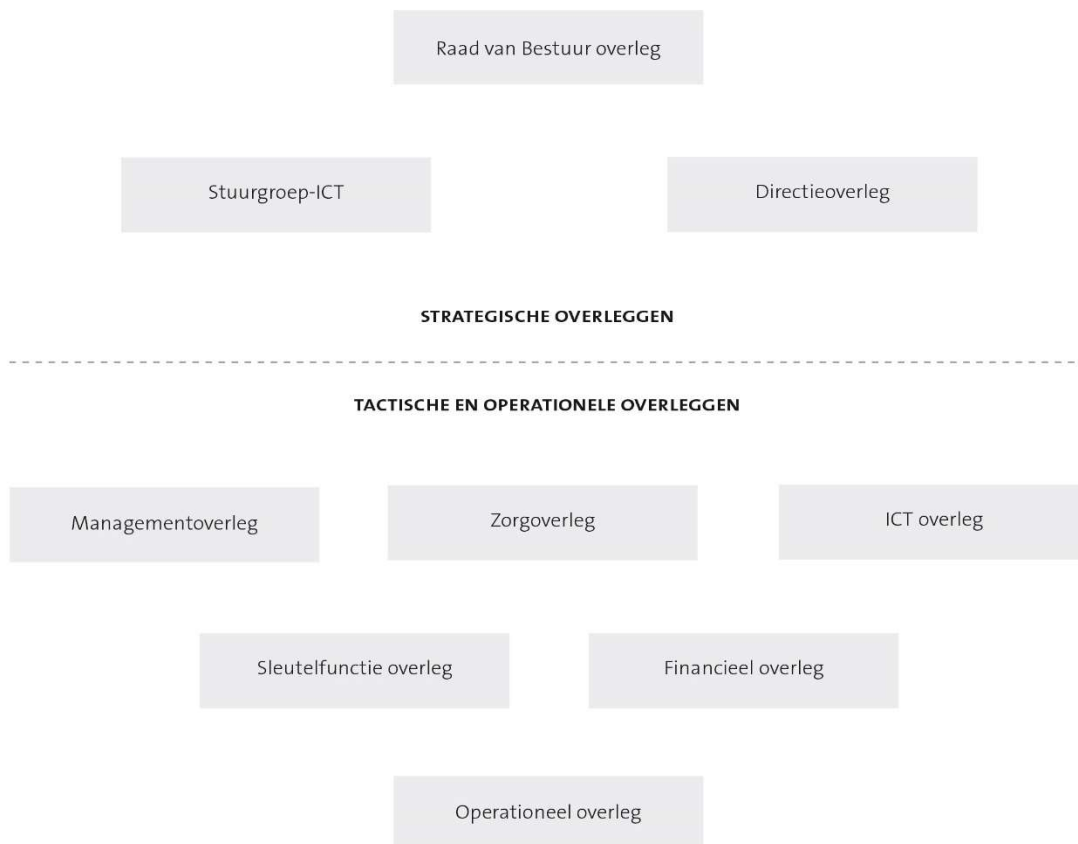 Raad van Bestuur overleg
Stuurgroep-ICT
Directieoverleg
STRATEGISCHE OVERLEGGEN
TACTISCHE EN OPERATIONELE OVERLEGGEN
Managementoverleg
Zorgoverleg
ICT overleg
Sleutelfunctie overleg
Financieel overleg
Operationeel overleg